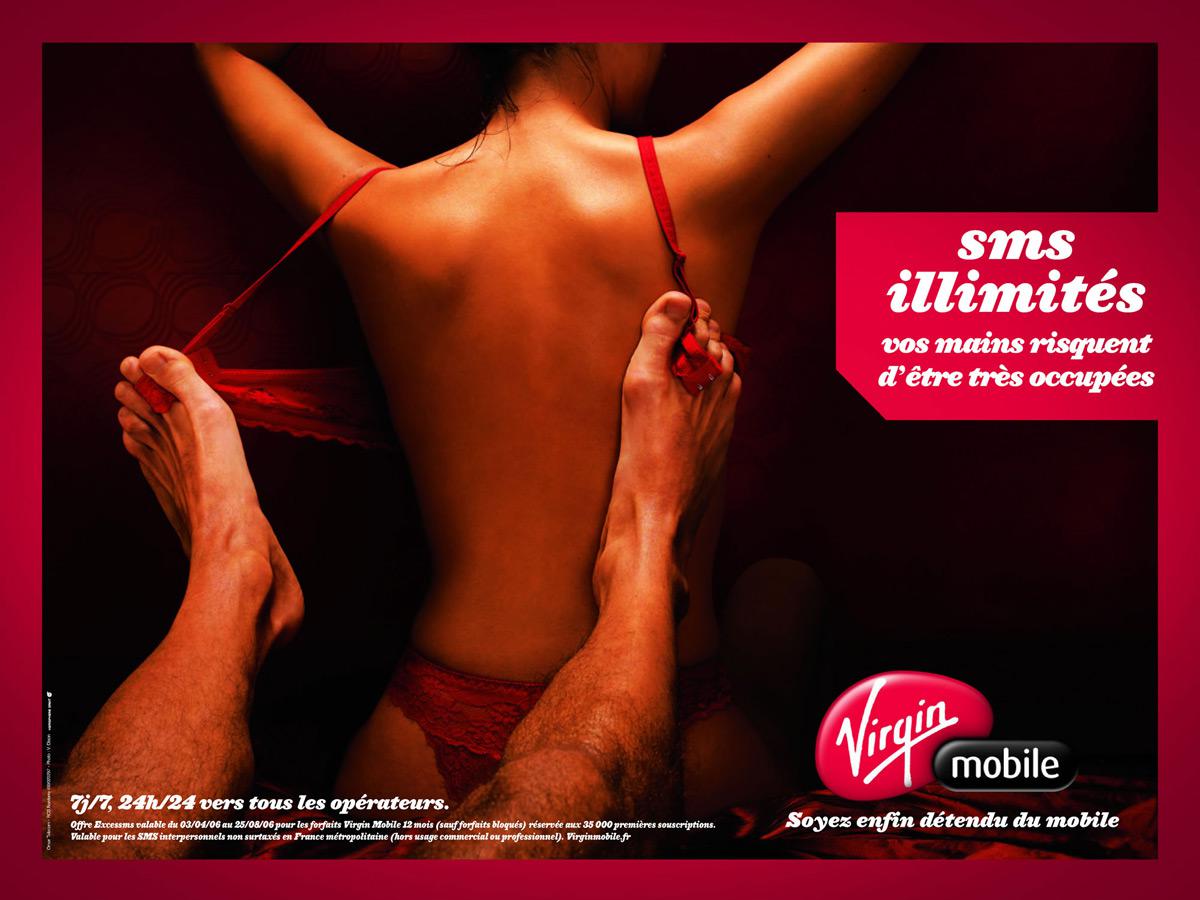 sms
illimités
vos mains risquent
d'être très occupées
Virgin
mobile
Soyez enfin détendu du mobile
7j/7, 24h/24 vers tous les opérateurs.
Offre Excessms valable du 03/04/06 au 25/08/06 pour les forfaits Virgin Mobile 12 mois (sauf forfaits bloqués) réservée aux 35 000 premières souscriptions.
Valable pour les SMS interpersonnels non surtaxés en France métropolitaine (hors usage commercial ou professionnel). Virginmobile.fr